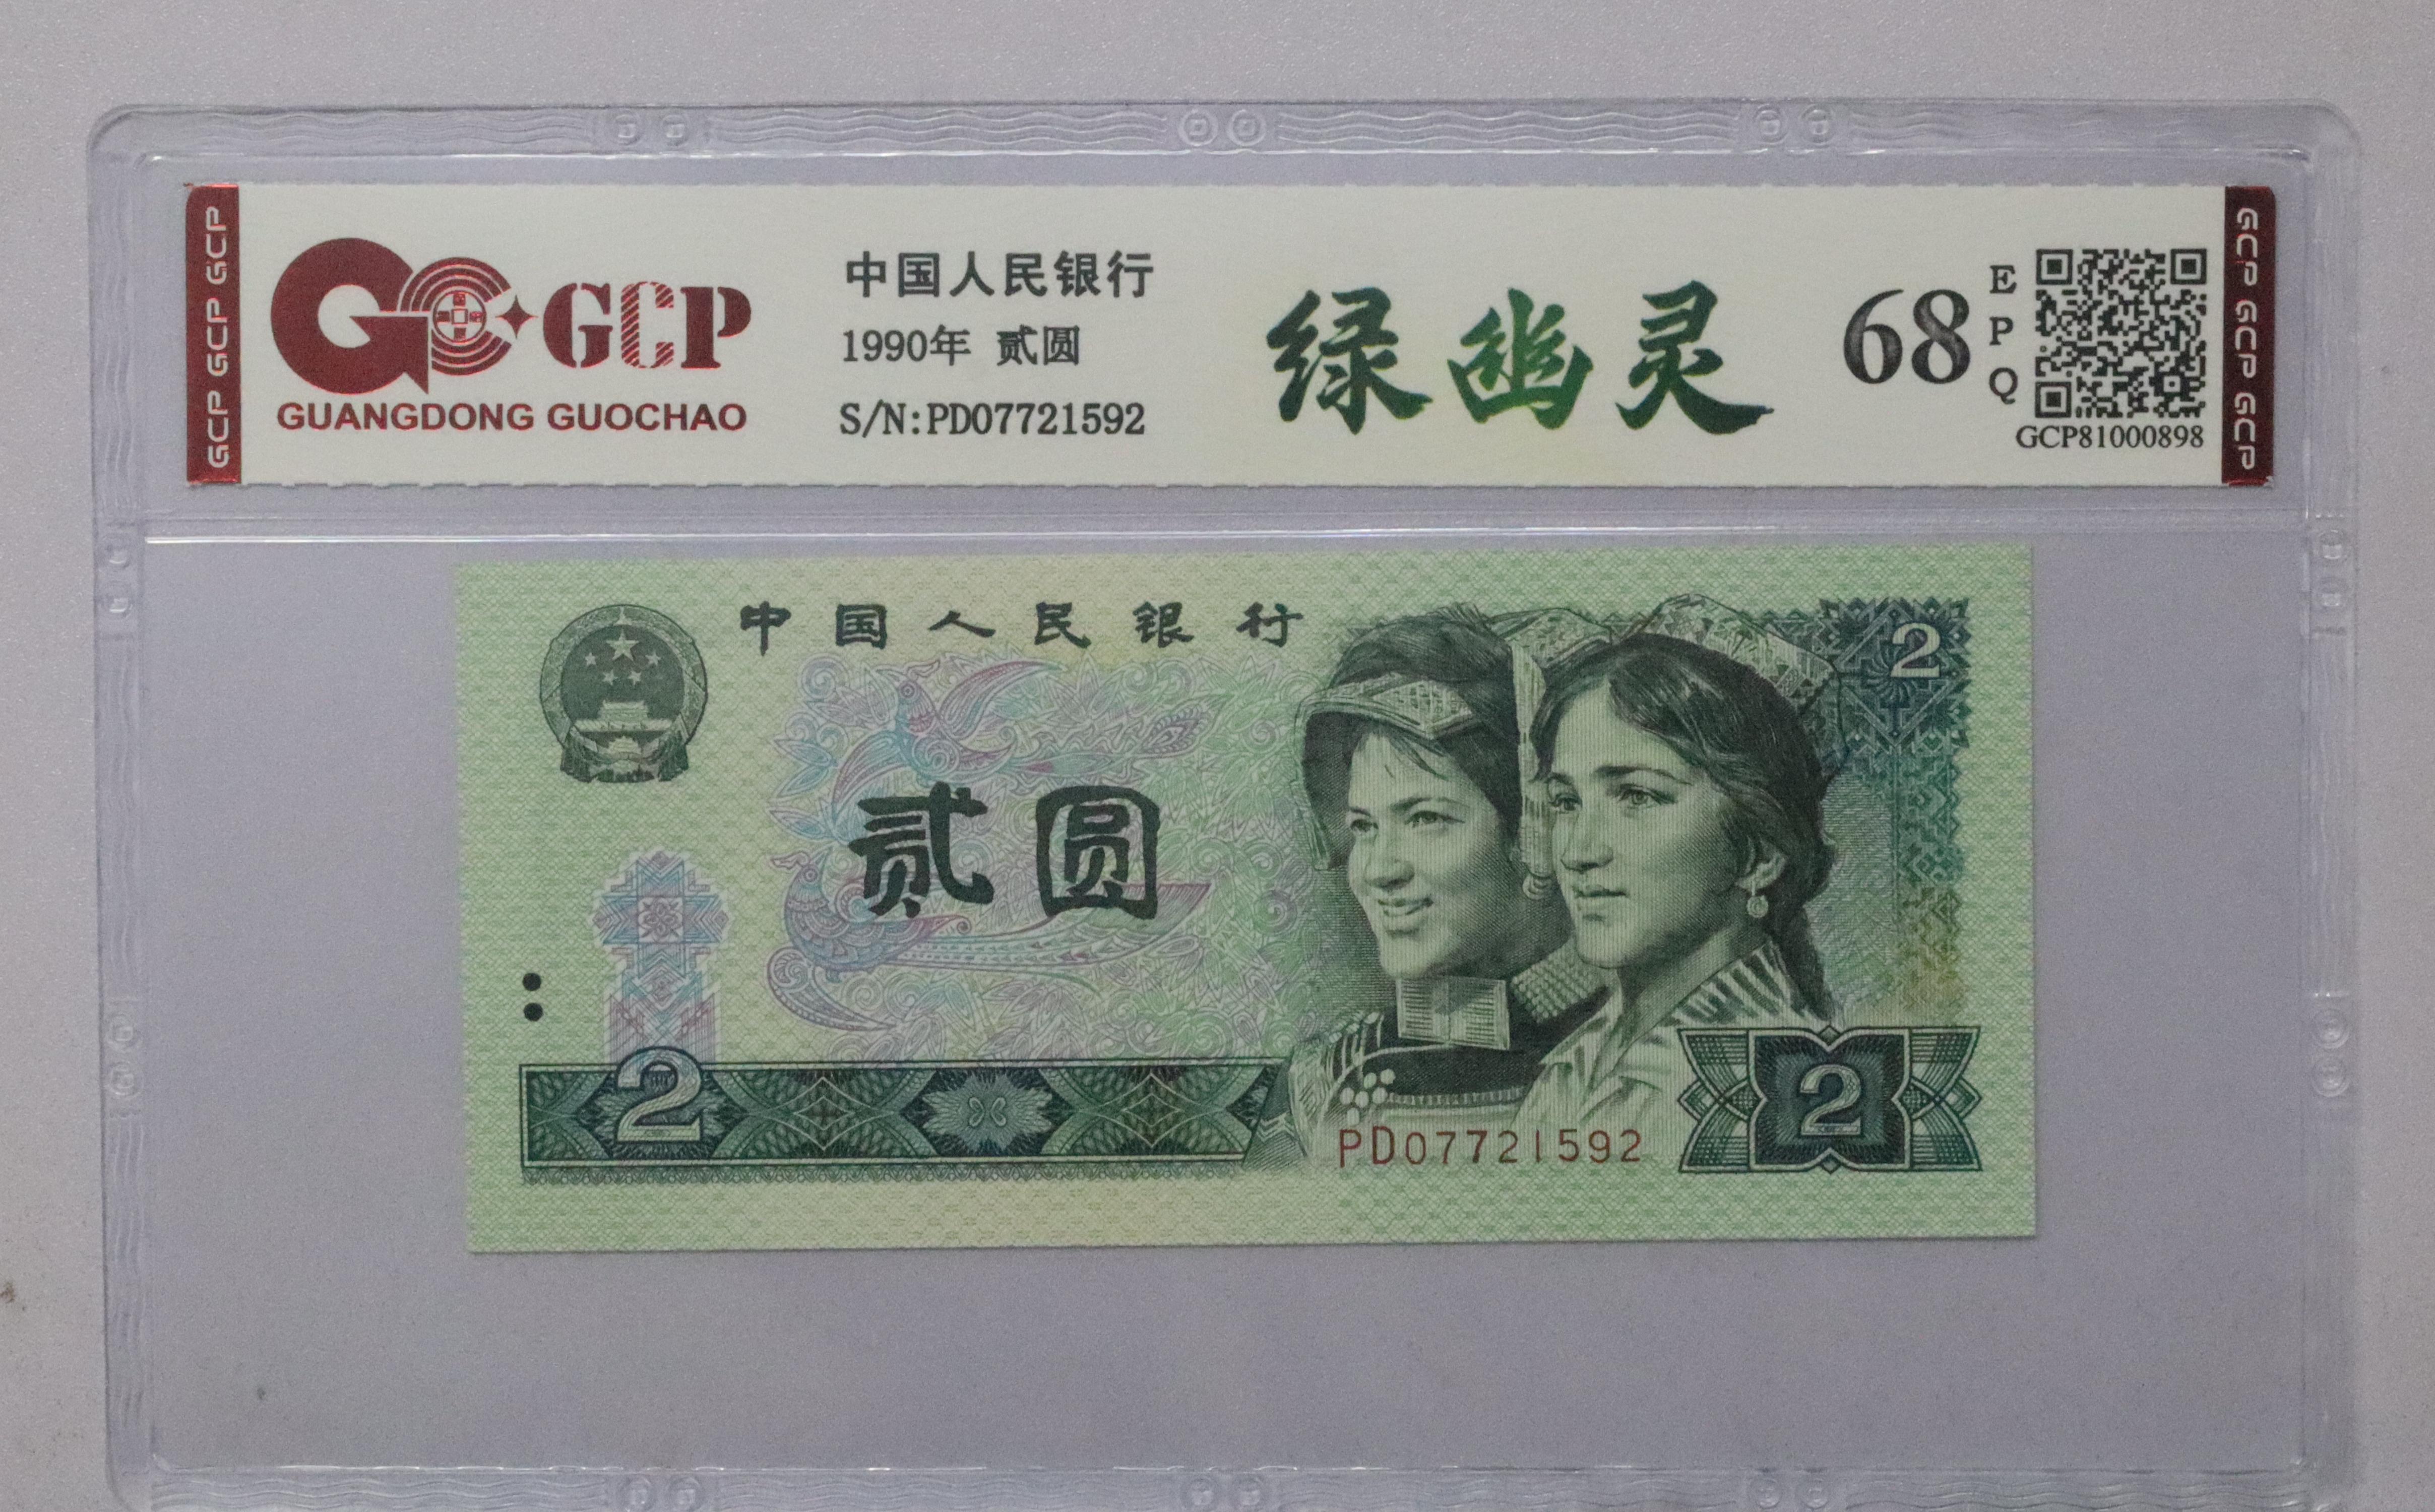 GCP GCP GCP
GCP
GUANGDONG GUOCHAO
中国人民银行
1990年 贰圆
S/N:PD07721592
绿幽灵
68
EPQ
GCP81000898
GCP GCP GCP
中国人民银行
2
贰圆
2
PD07721592
2